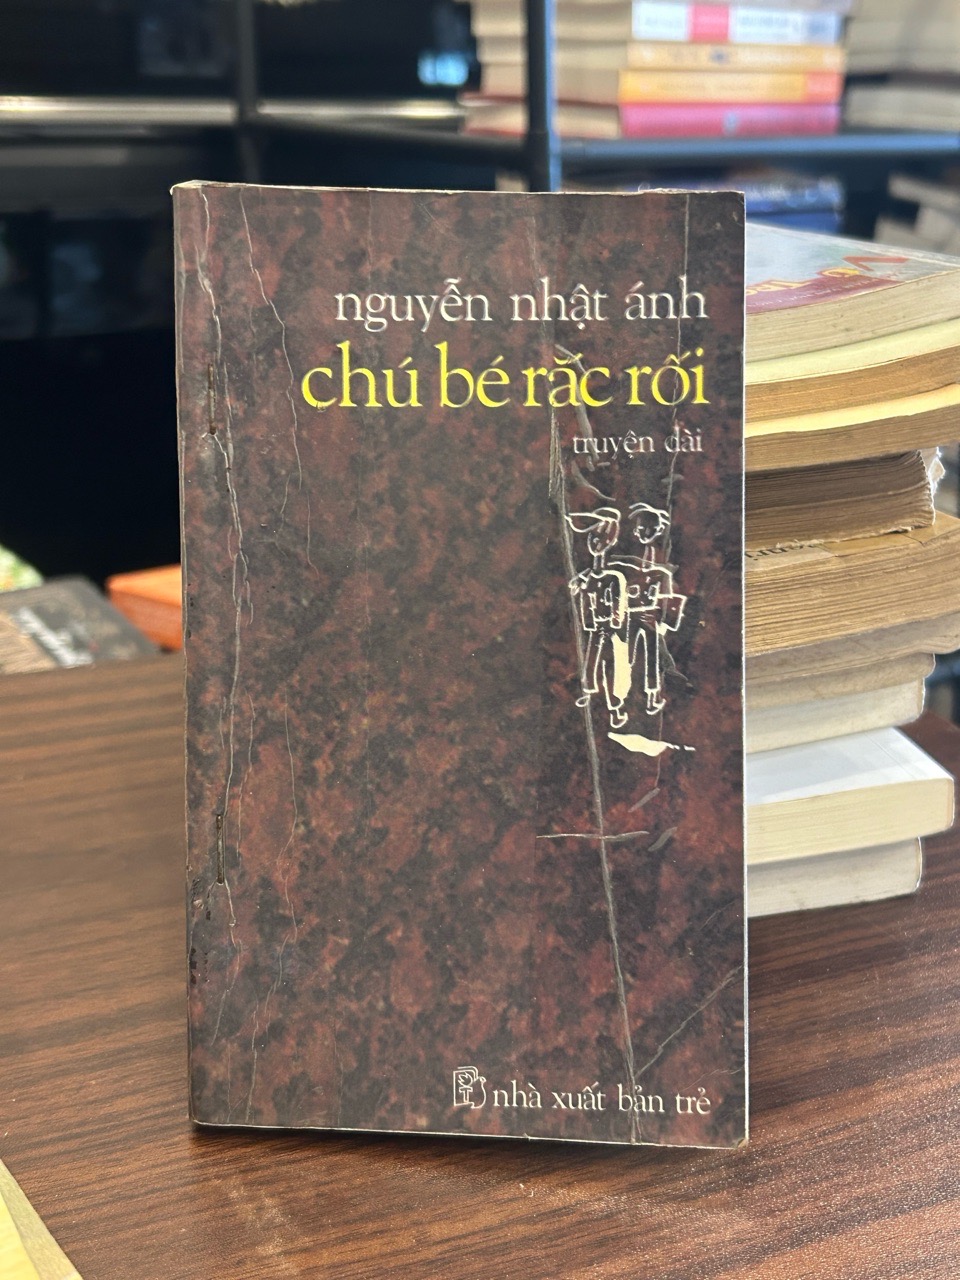 nguyễn nhật ánh
chú bé rắc rối
truyện dài
nhà xuất bản trẻ